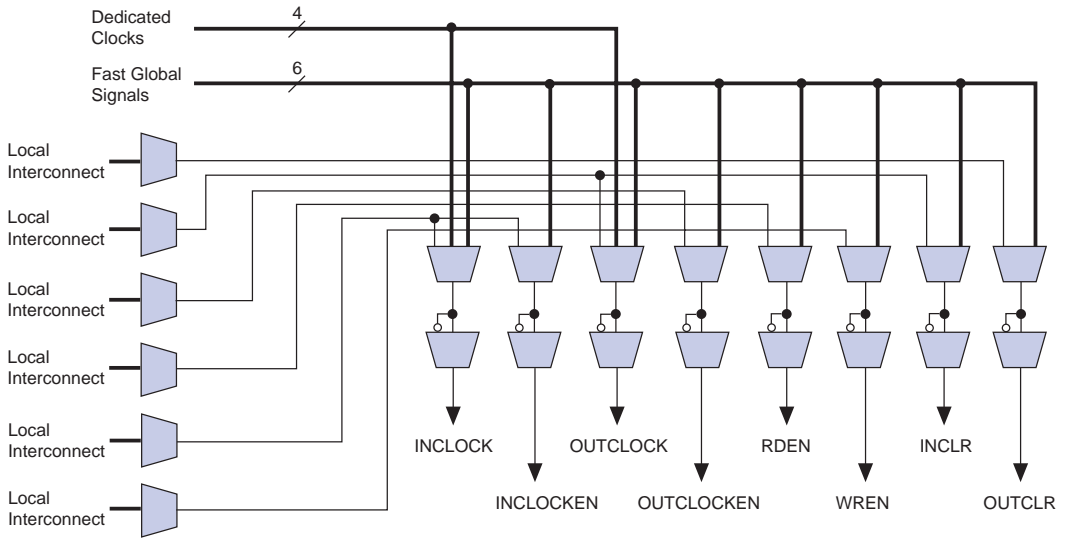 Dedicated
Clocks
4
Fast Global
Signals
6
Local
Interconnect
Local
Interconnect
Local
Interconnect
Local
Interconnect
Local
Interconnect
Local
Interconnect
INCLOCK
OUTCLOCK
RDEN
INCLR
INCLOCKEN
OUTCLOCKEN
WREN
OUTCLR